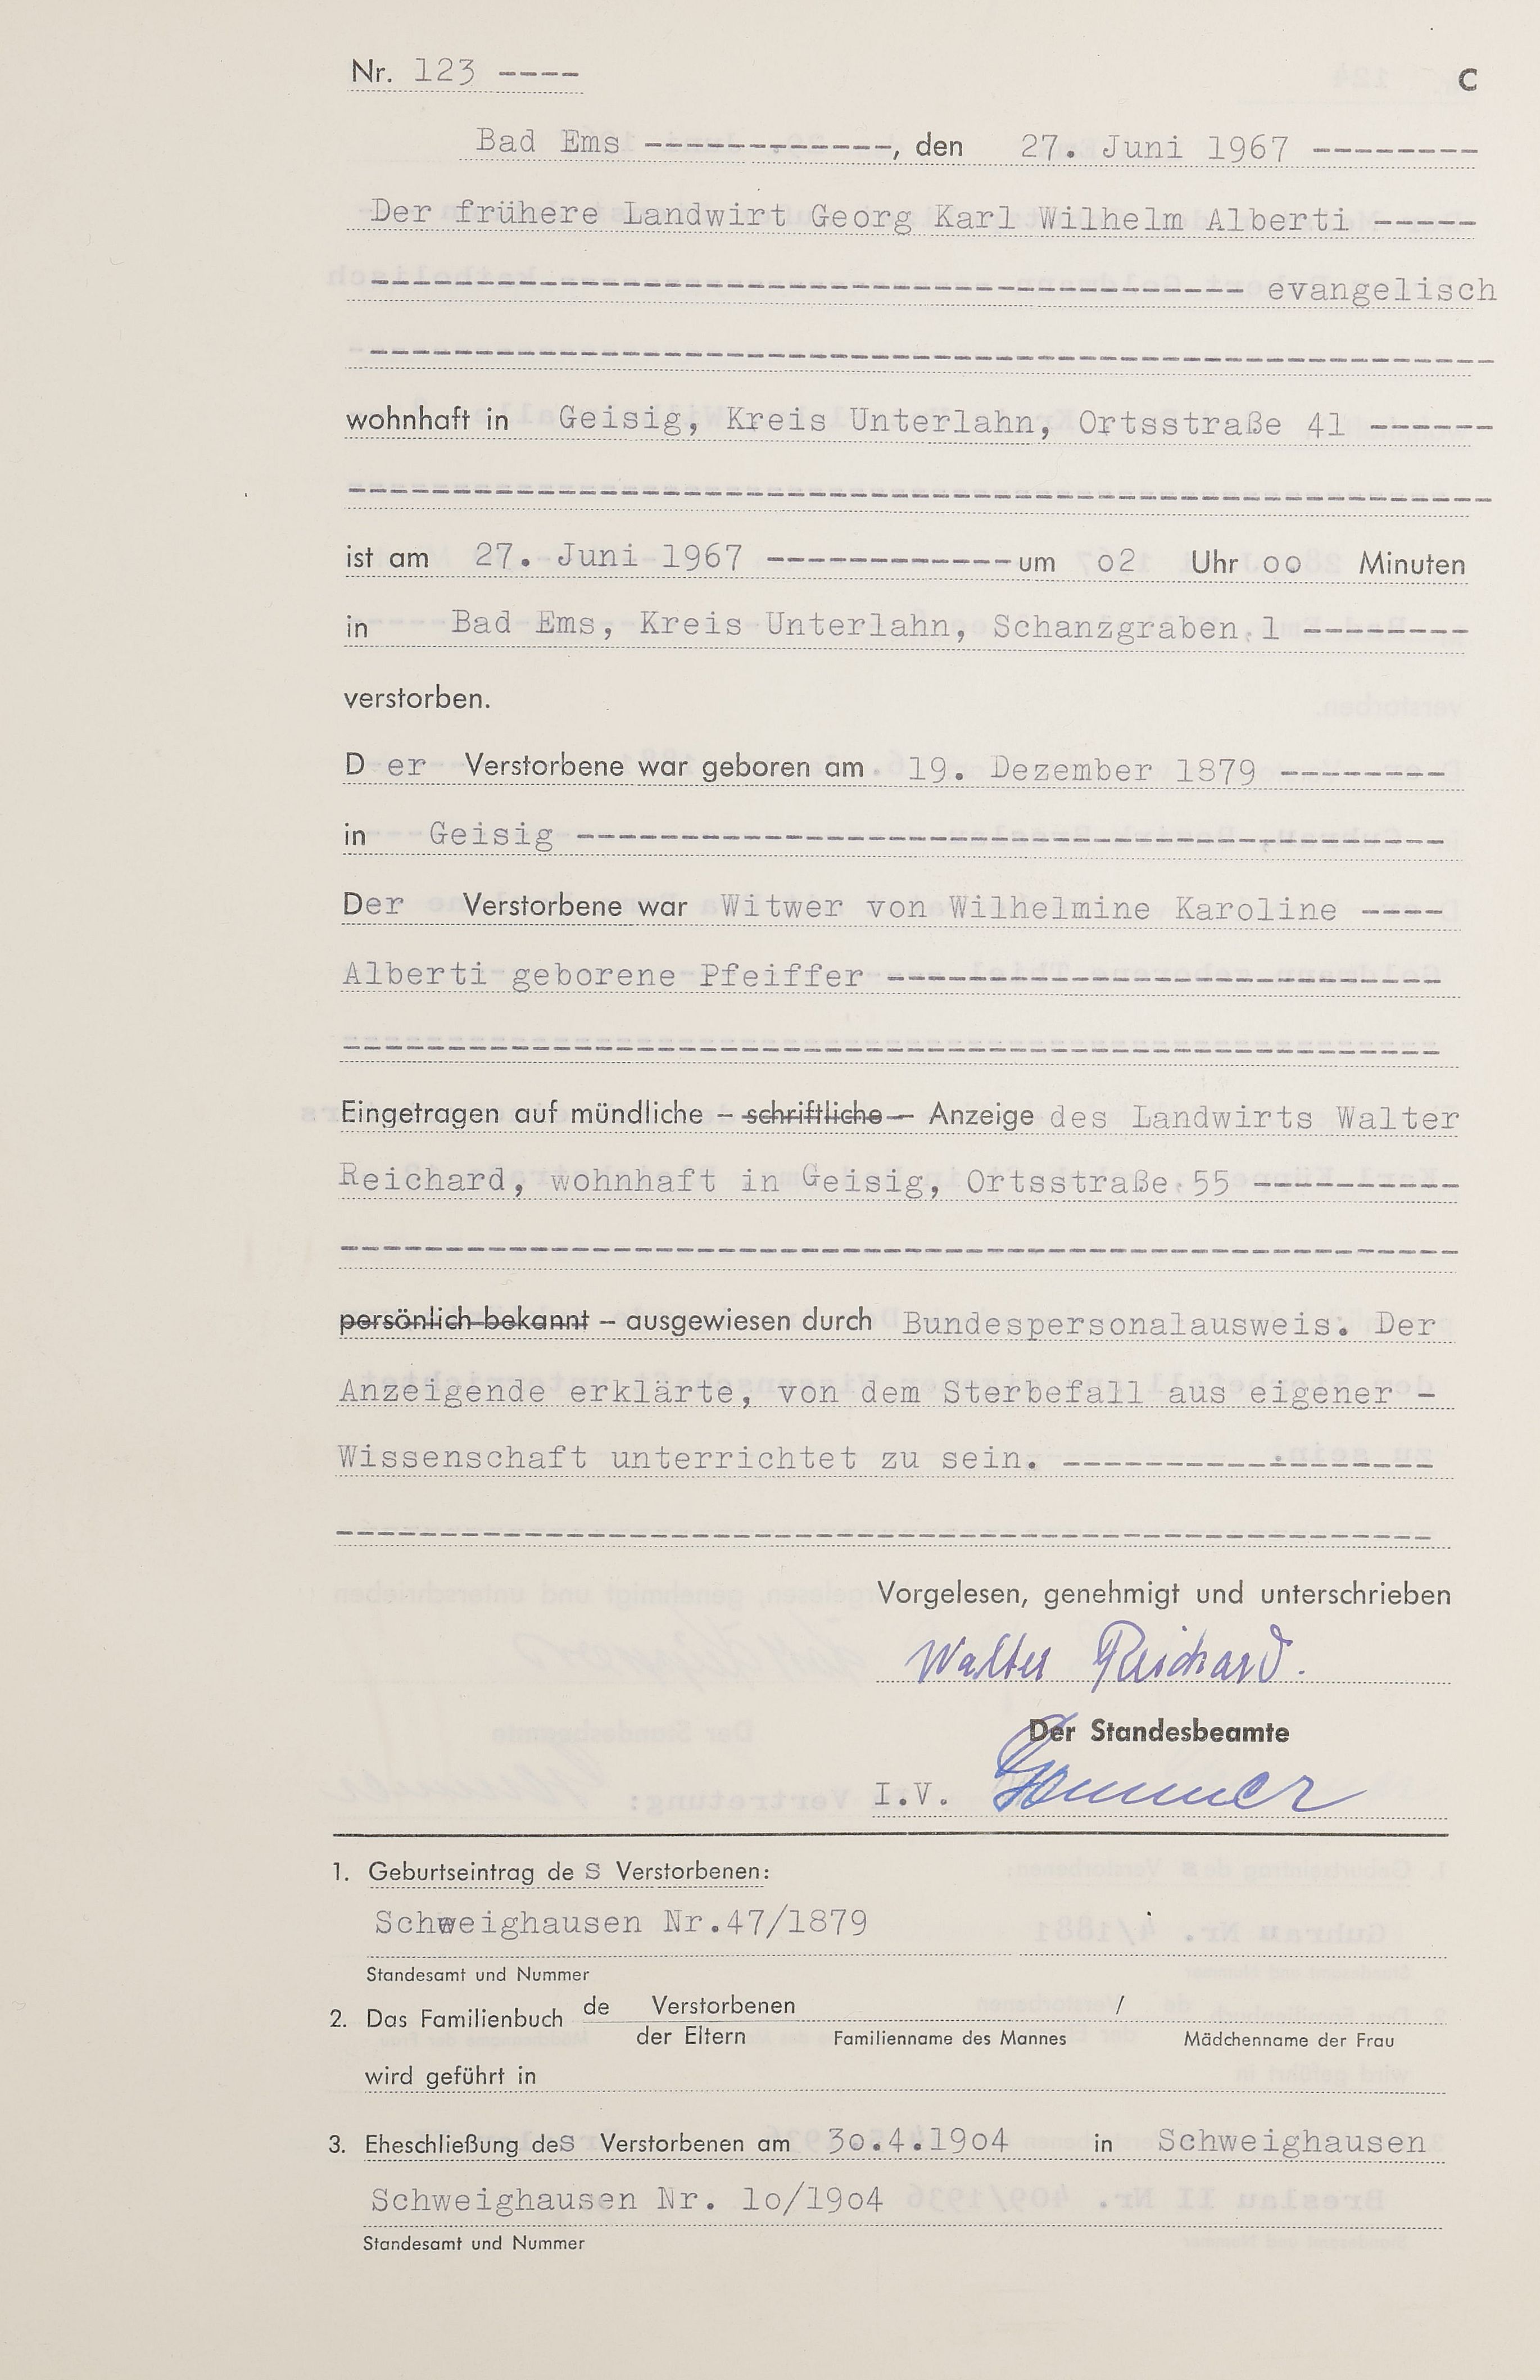 Nr. 123 ----
C
Bad Ems ------------, den 27. Juni 1967 --------
Der frühere Landwirt Georg Karl Wilhelm Alberti -----
------------------------------------------ evangelisch
------------------------------------------------------
wohnhaft in Geisig, Kreis Unterlahn, Ortsstraße 41 ------
-------------------------------------------------------
ist am 27. Juni 1967 ------------ um o2 Uhr oo Minuten
in Bad Ems, Kreis Unterlahn, Schanzgraben 1 --------
verstorben.
D er Verstorbene war geboren am 19. Dezember 1879 --------
in Geisig ------------------------------------------
Der Verstorbene war Witwer von Wilhelmine Karoline ----
Alberti geborene Pfeiffer ---------------------------
-----------------------------------------------------
Eingetragen auf mündliche – schriftliche – Anzeige des Landwirts Walter
Reichard, wohnhaft in Geisig, Ortsstraße 55 ----------
------------------------------------------------------
persönlich bekannt – ausgewiesen durch Bundespersonalausweis. Der
Anzeigende erklärte, von dem Sterbefall aus eigener -
Wissenschaft unterrichtet zu sein. ------------------
-----------------------------------------------------
Vorgelesen, genehmigt und unterschrieben
Walter Reichard.
Der Standesbeamte
I.V. Sommer
1. Geburtseintrag de s Verstorbenen:
Schweighausen Nr.47/1879
Standesamt und Nummer
2. Das Familienbuch de Verstorbenen /
der Eltern Familienname des Mannes Mädchenname der Frau
wird geführt in
3. Eheschließung des Verstorbenen am 3o.4.19o4 in Schweighausen
Schweighausen Nr. 1o/19o4
Standesamt und Nummer